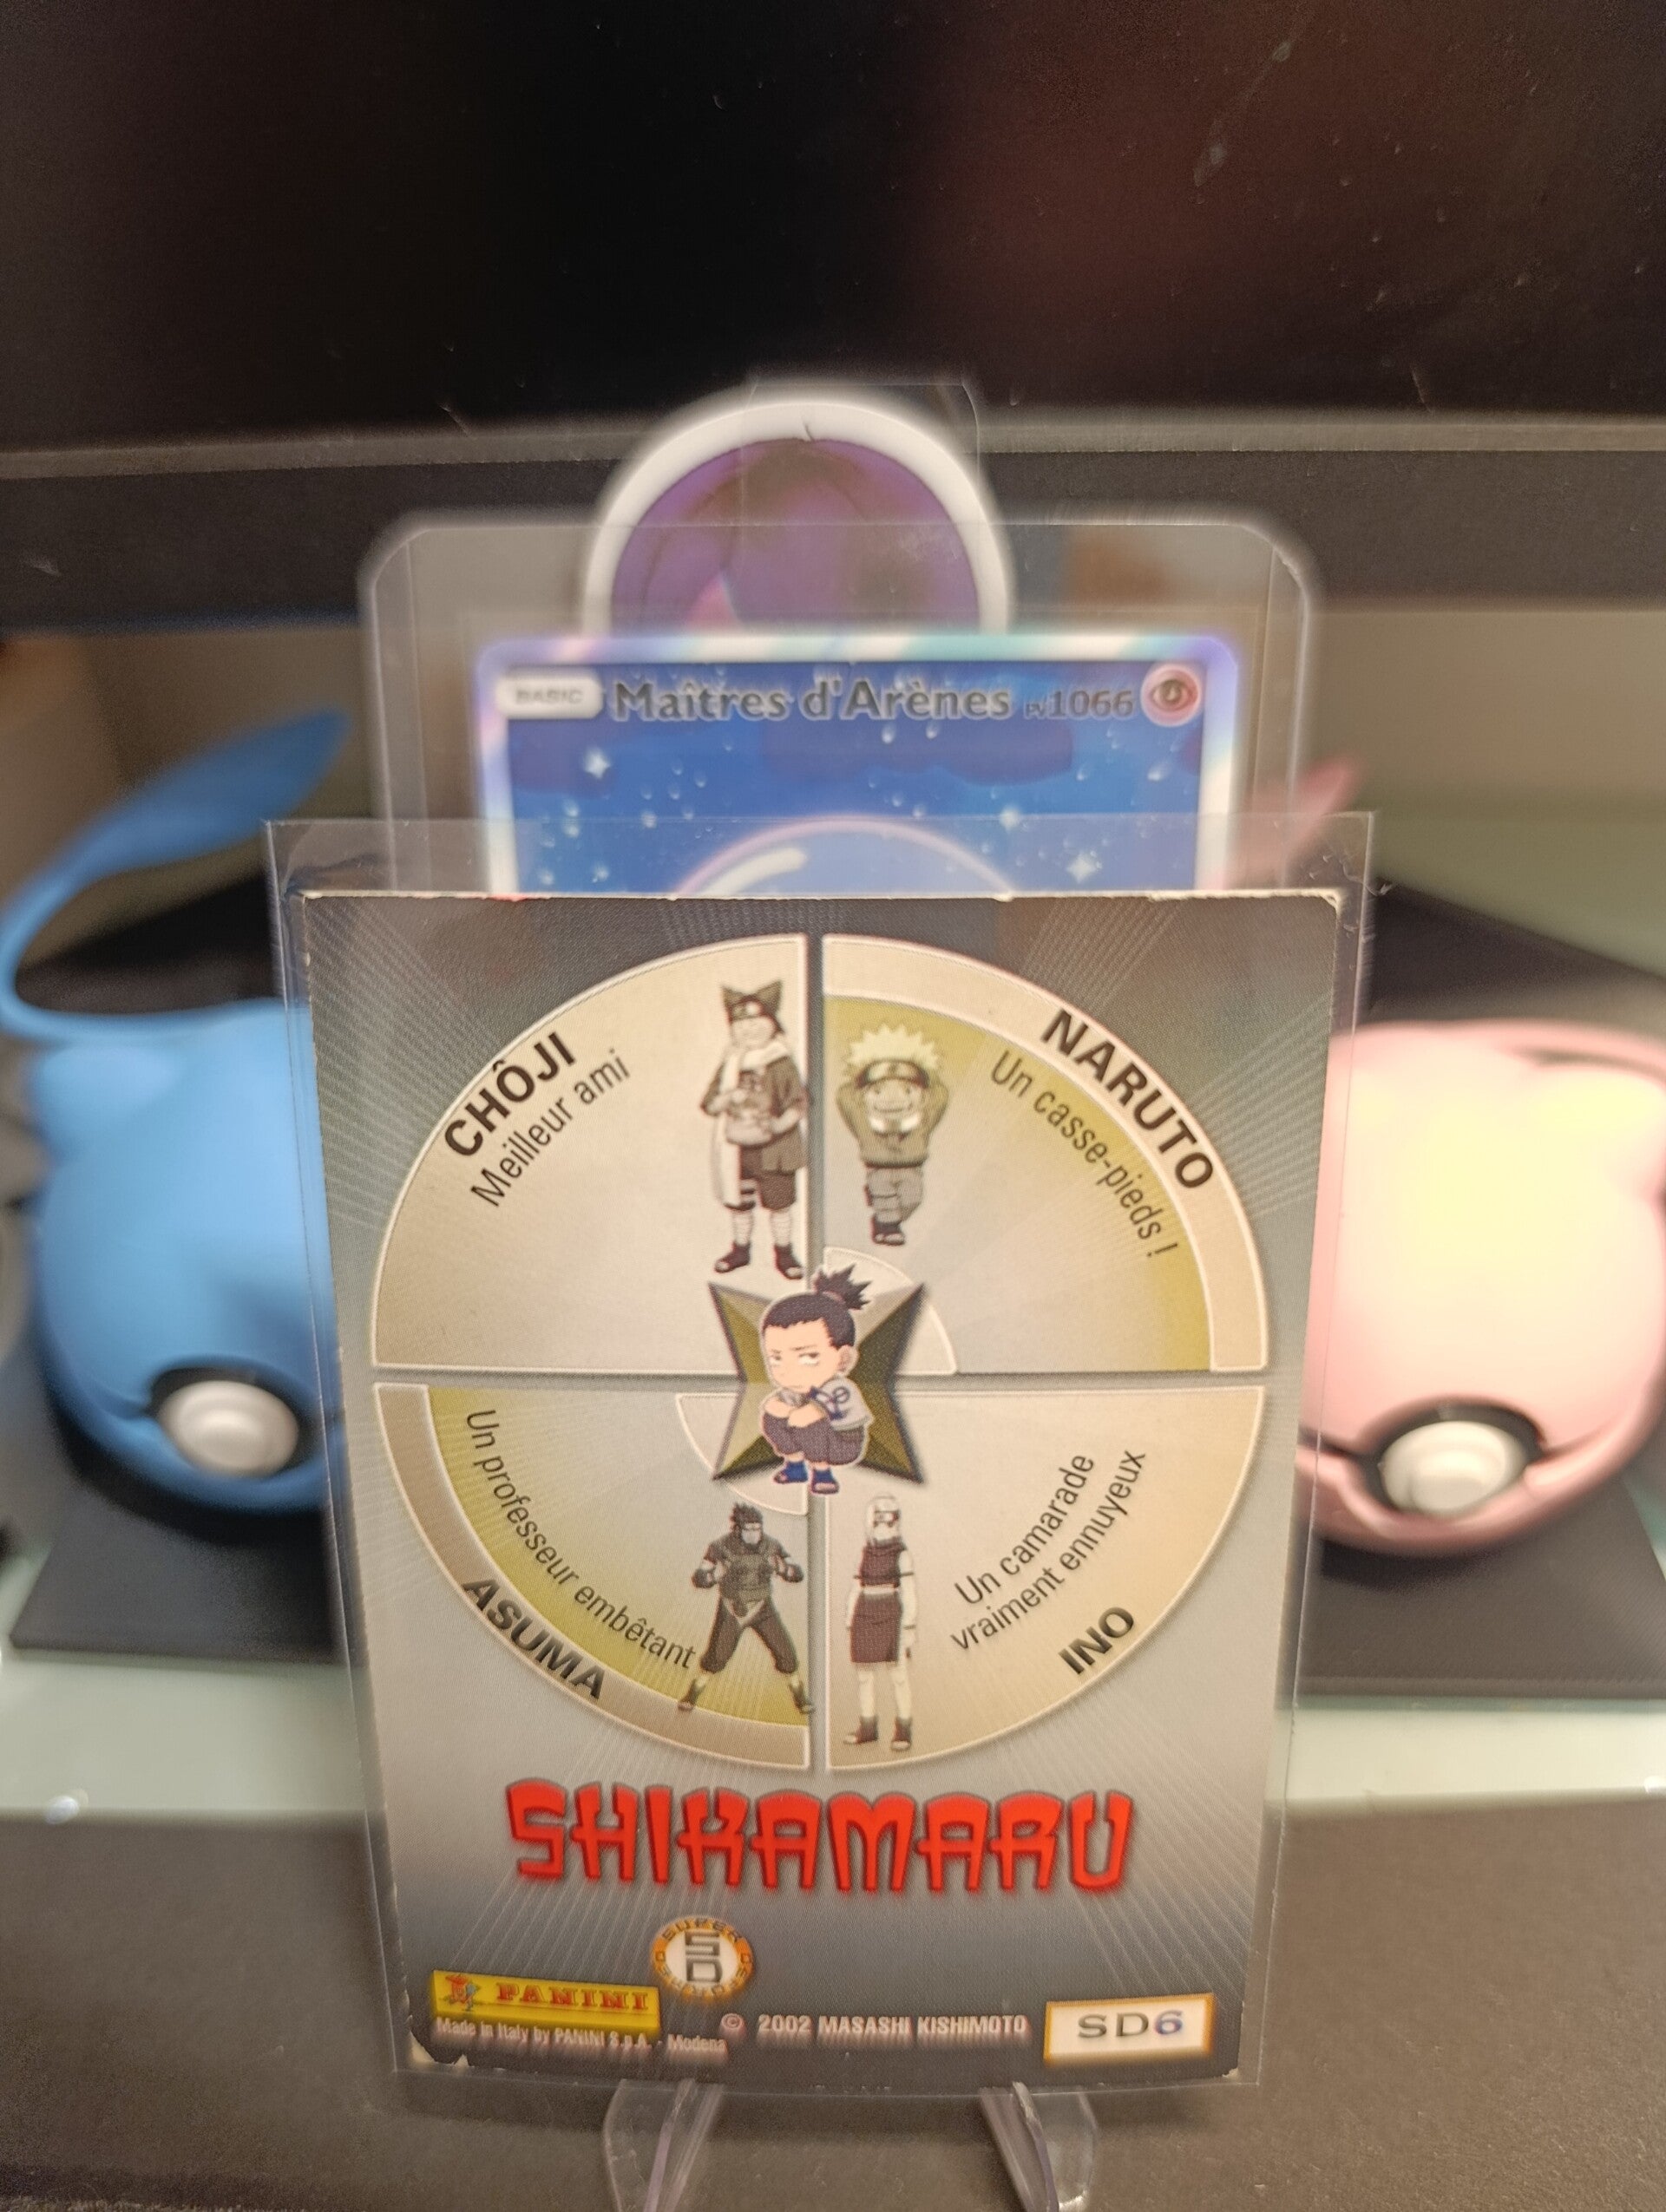 BASIC Maîtres d'Arènes PV1066
CHÔJI
Meilleur ami
NARUTO
Un casse-pieds !
Un professeur embêtant
ASUMA
Un camarade
vraiment ennuyeux
INO
SHIKAMARU
SUPER
SD
DEFORMED
PANINI
Made in Italy by PANINI S.p.A. - Modena
© 2002 MASASHI KISHIMOTO
SD6